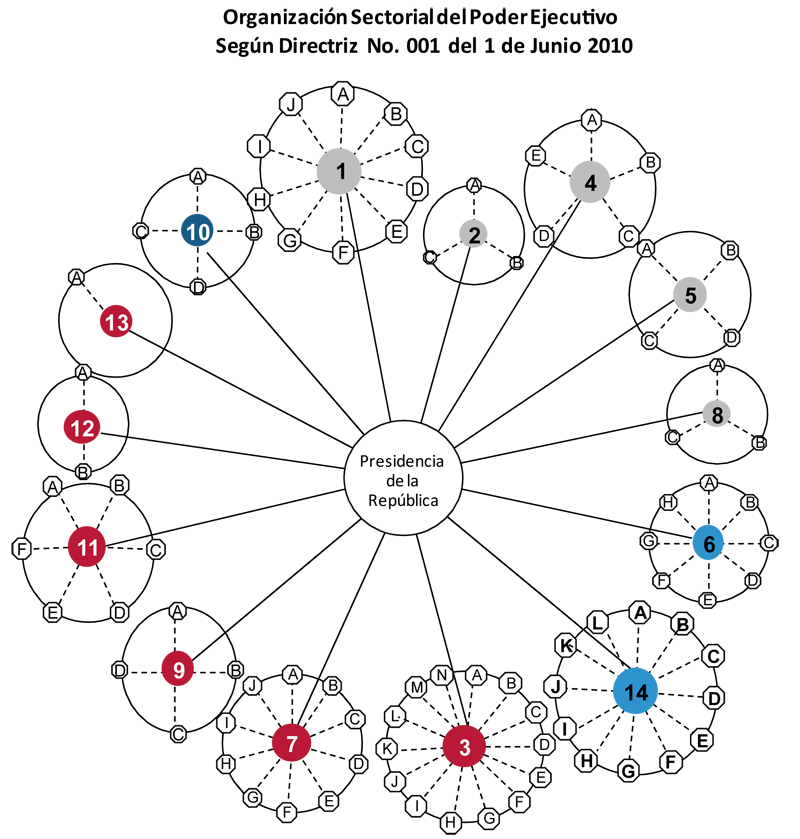 Organización Sectorial del Poder Ejecutivo
Según Directriz No. 001 del 1 de Junio 2010
1
A
B
C
D
E
F
G
H
I
J
2
A
B
C
4
A
B
C
D
E
5
A
B
D
C
8
A
B
C
6
A
B
C
D
E
F
G
H
14
A
B
C
D
E
F
G
H
I
J
K
L
3
A
B
C
D
E
F
G
H
I
J
K
L
M
N
7
A
B
C
D
E
F
G
H
I
J
9
A
B
C
D
11
A
B
C
D
E
F
12
A
B
13
A
10
A
B
D
C
Presidencia
de la
República